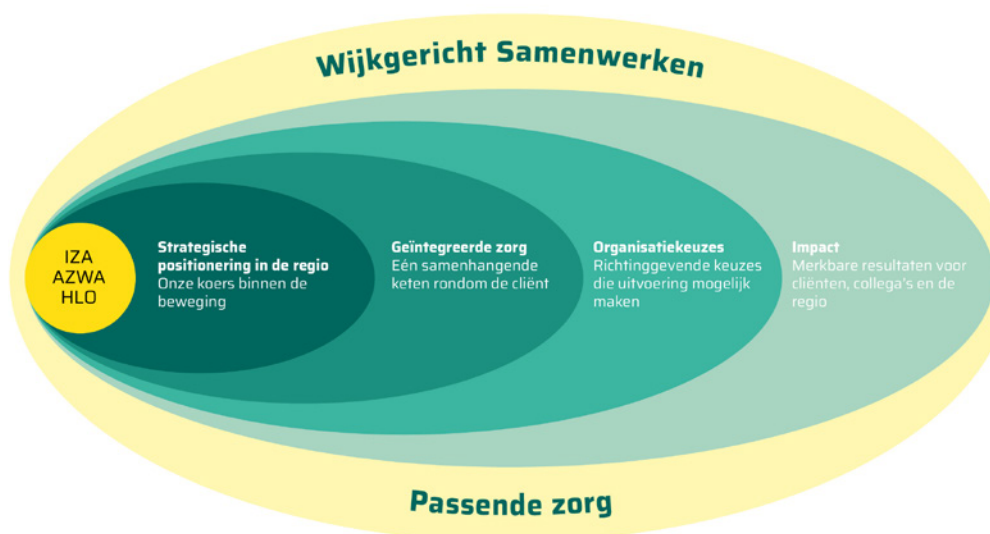 Wijkgericht Samenwerken
IZA
AZWA
HLO
Strategische
positionering in de regio
Onze koers binnen de
beweging
Geïntegreerde zorg
Eén samenhangende
keten rondom de cliënt
Organisatiekeuzes
Richtinggevende keuzes
die uitvoering mogelijk
maken
Impact
Merkbare resultaten voor
cliënten, collega's en de
regio
Passende zorg